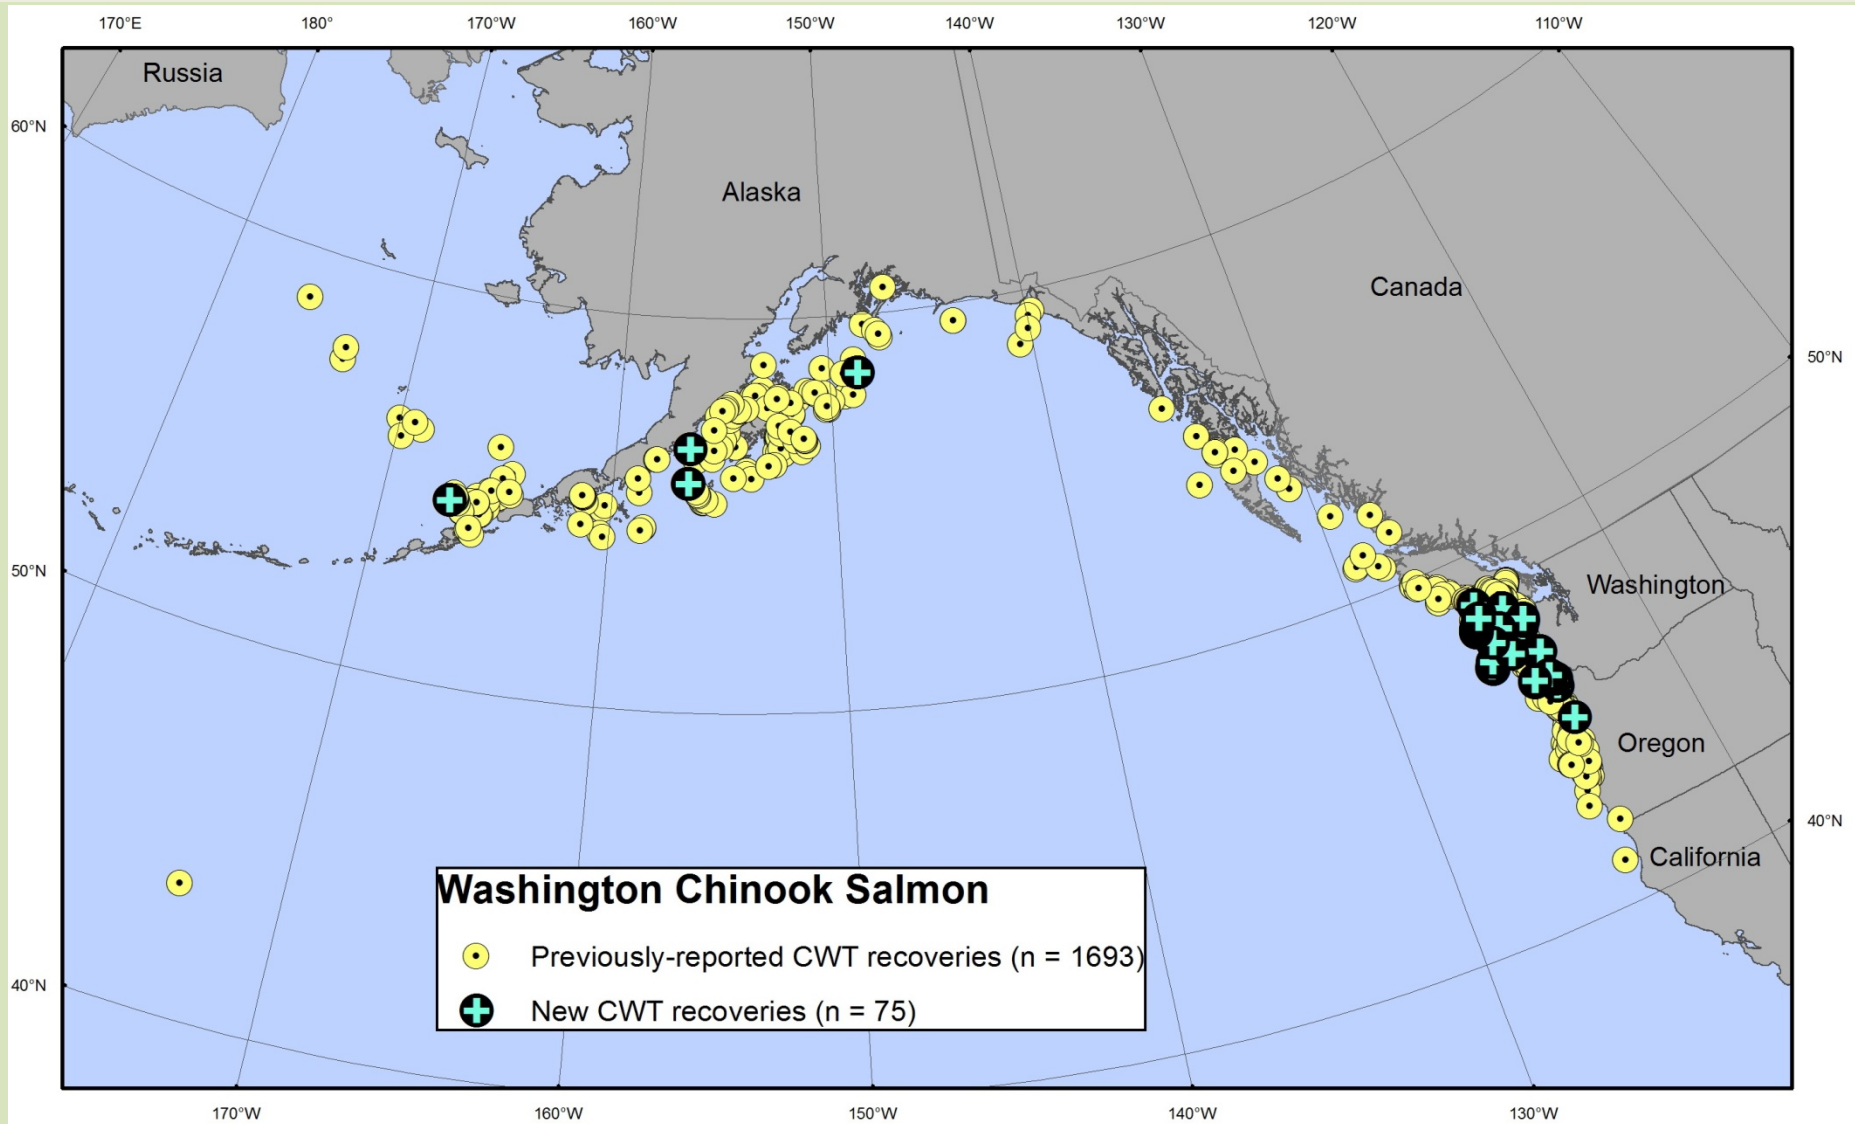 170°E 180° 170°W 160°W 150°W 140°W 130°W 120°W 110°W
Russia
60°N
Alaska
Canada
50°N
50°N
Washington
Oregon
40°N
California
Washington Chinook Salmon
Previously-reported CWT recoveries (n = 1693)
40°N
New CWT recoveries (n = 75)
170°W 160°W 150°W 140°W 130°W